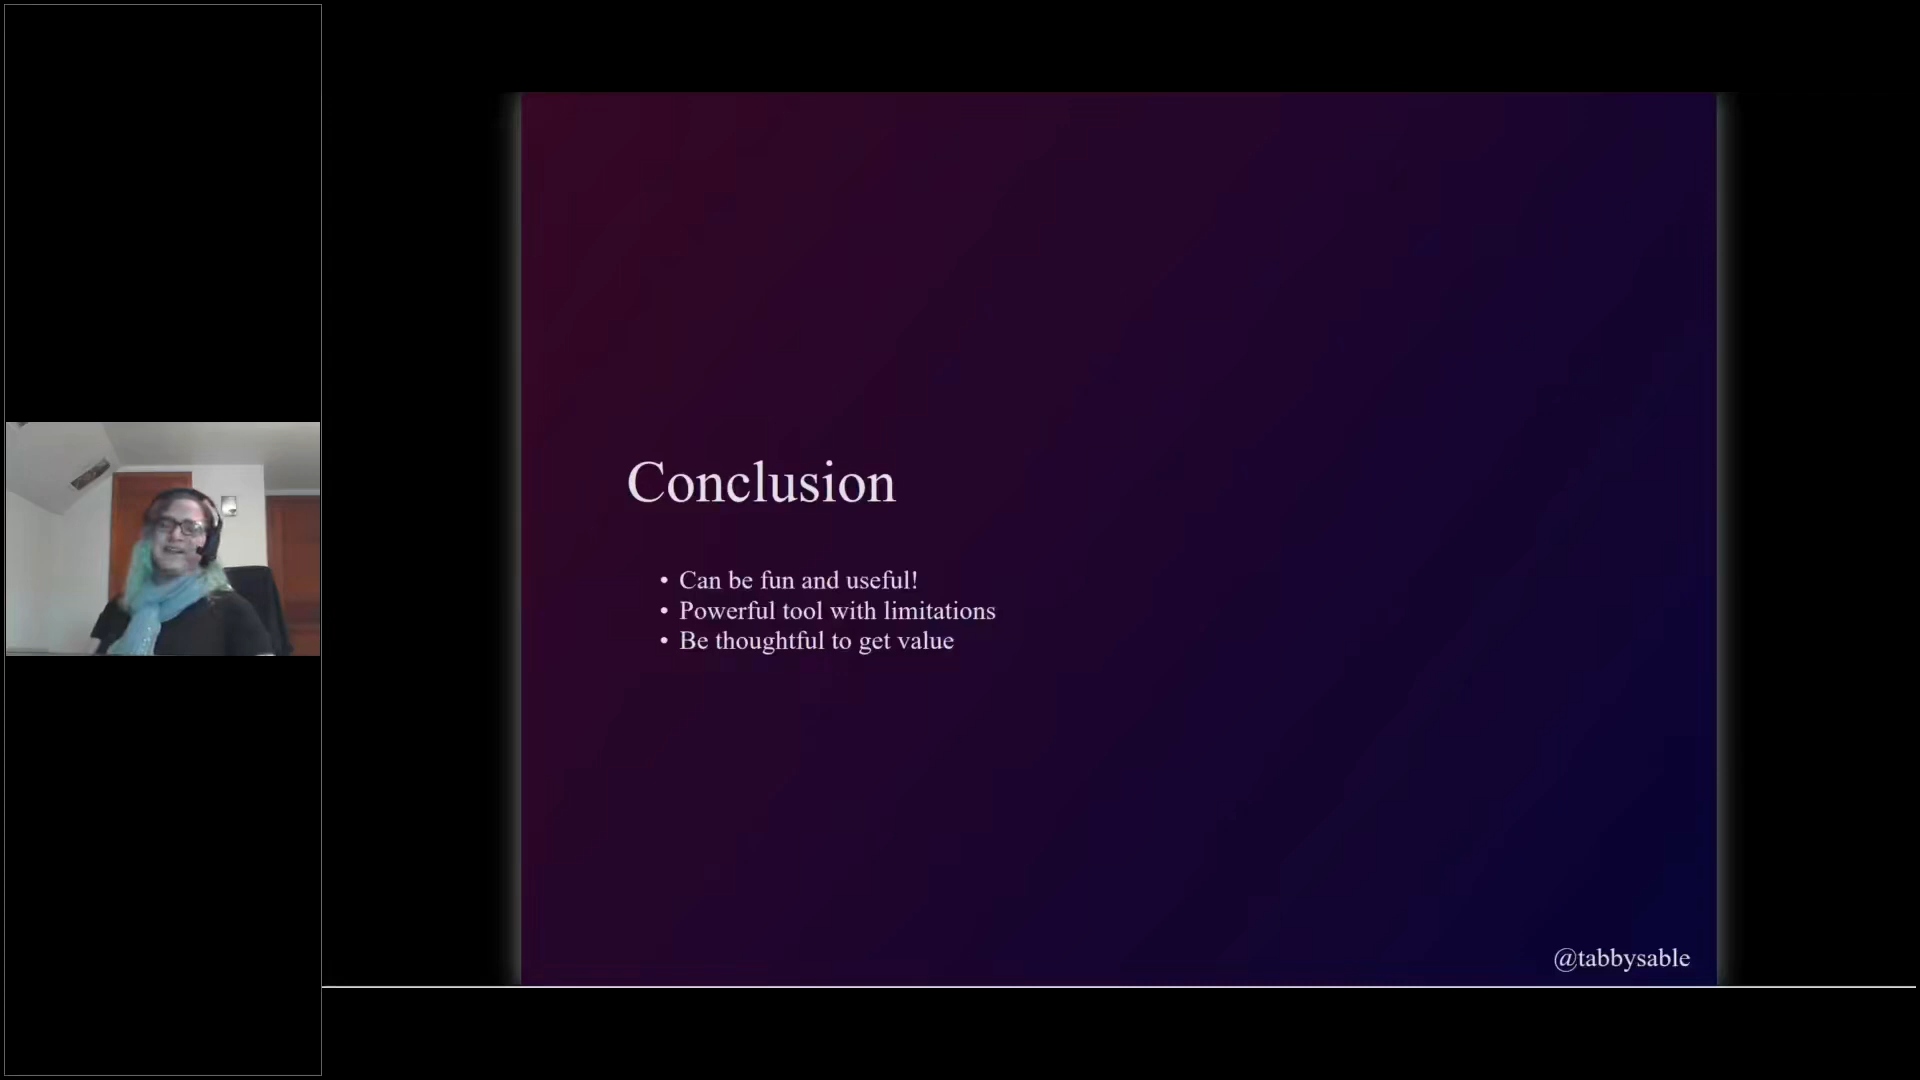 Conclusion
• Can be fun and useful!
• Powerful tool with limitations
• Be thoughtful to get value
@tabbysable